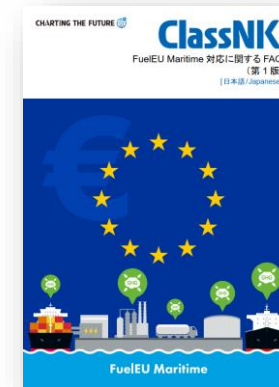 CHARTING THE FUTURE
ClassNK
FuelEU Maritime 対応に関する FAQ
(第 1 版
[日本語/Japanese
FuelEU Maritime